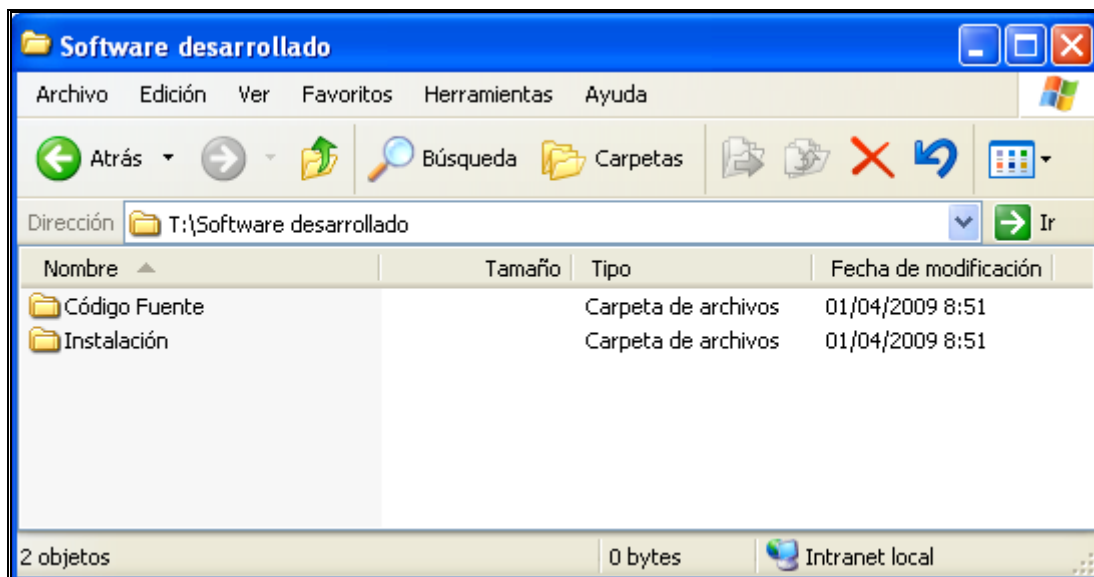 Software desarrollado
Archivo Edición Ver Favoritos Herramientas Ayuda
Atrás Búsqueda Carpetas
Dirección T:\Software desarrollado Ir
Nombre Tamaño Tipo Fecha de modificación
Código Fuente Carpeta de archivos 01/04/2009 8:51
Instalación Carpeta de archivos 01/04/2009 8:51
2 objetos 0 bytes Intranet local